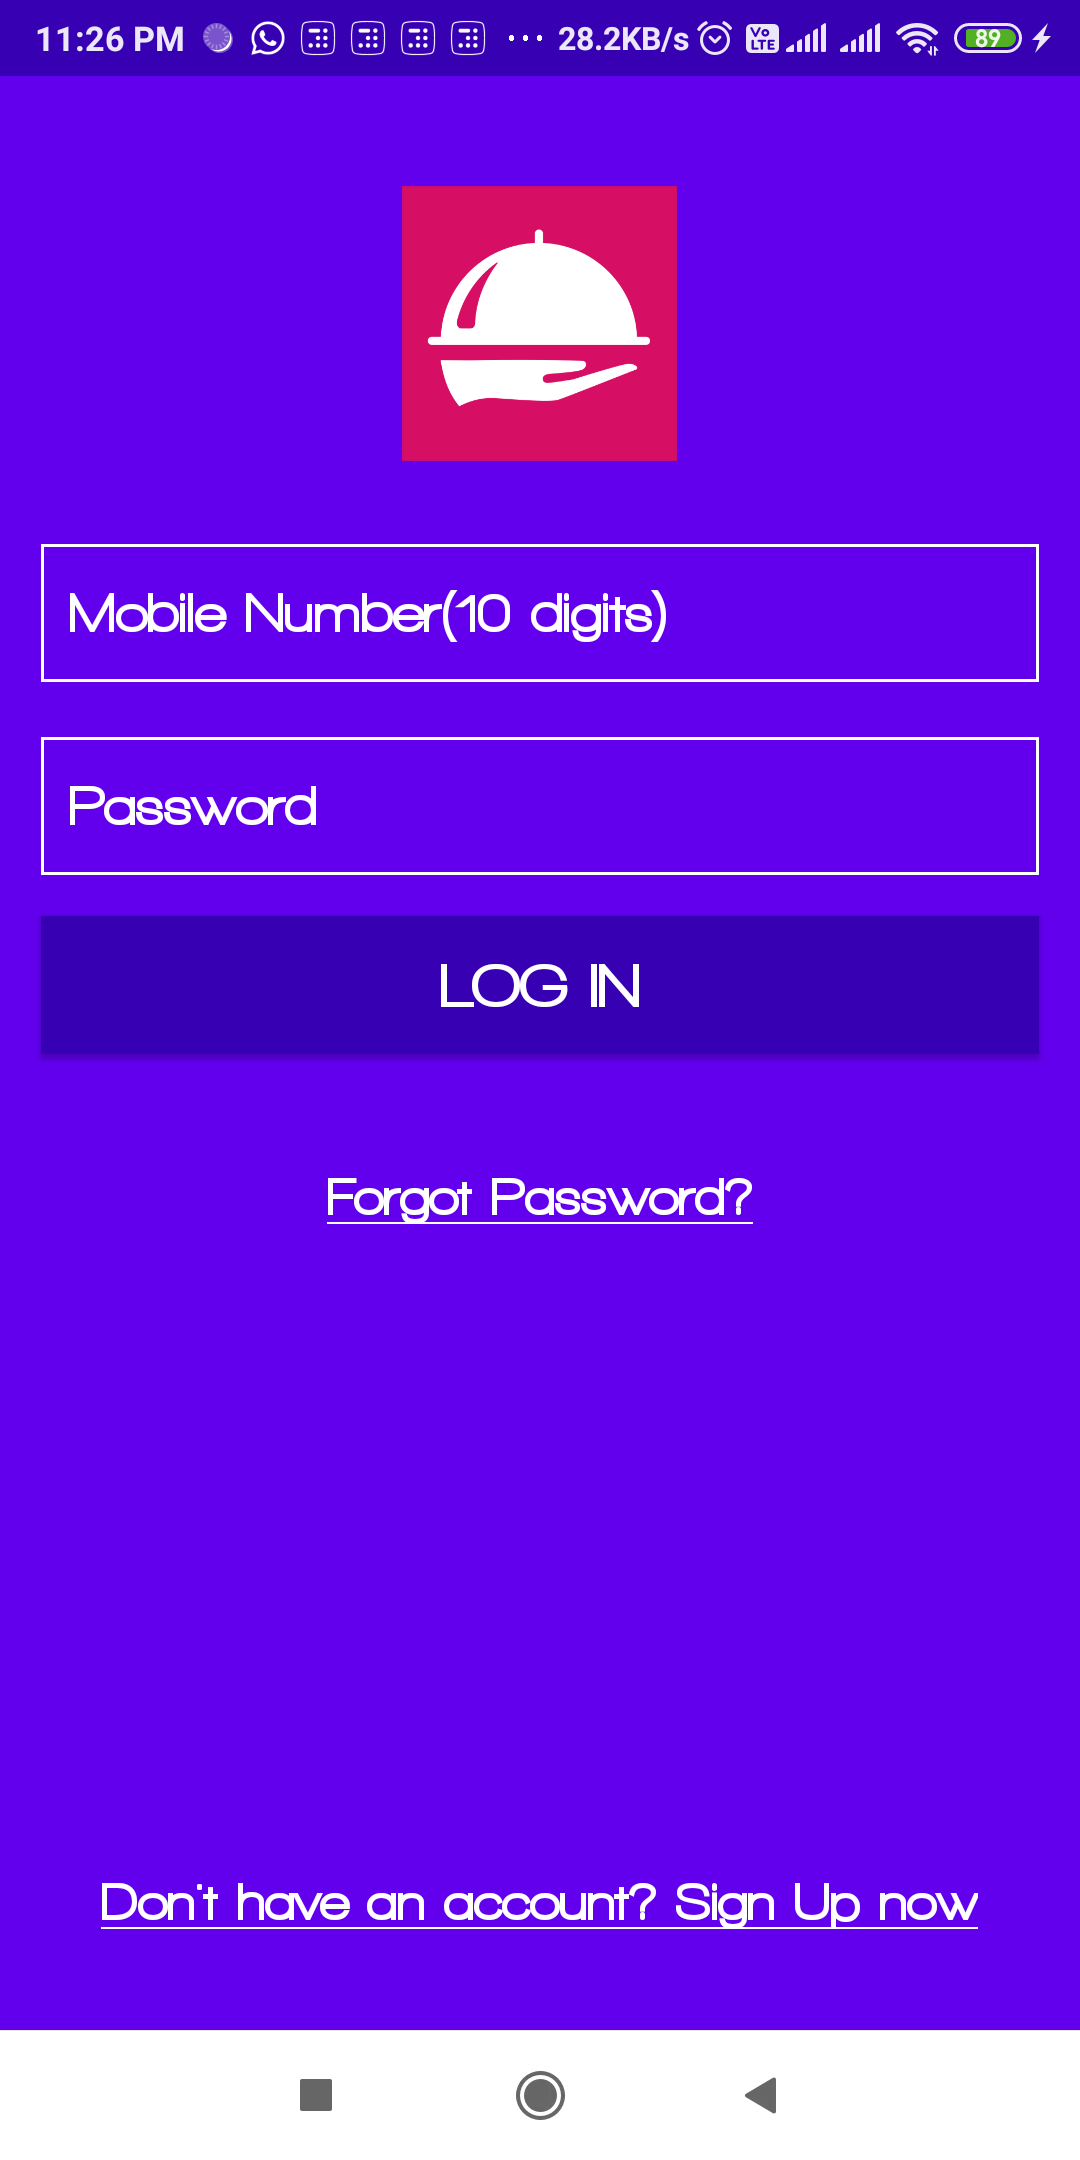 11:26 PM 28.2KB/s Vo LTE 89
Mobile Number(10 digits)
Password
LOG IN
Forgot Password?
Don't have an account? Sign Up now